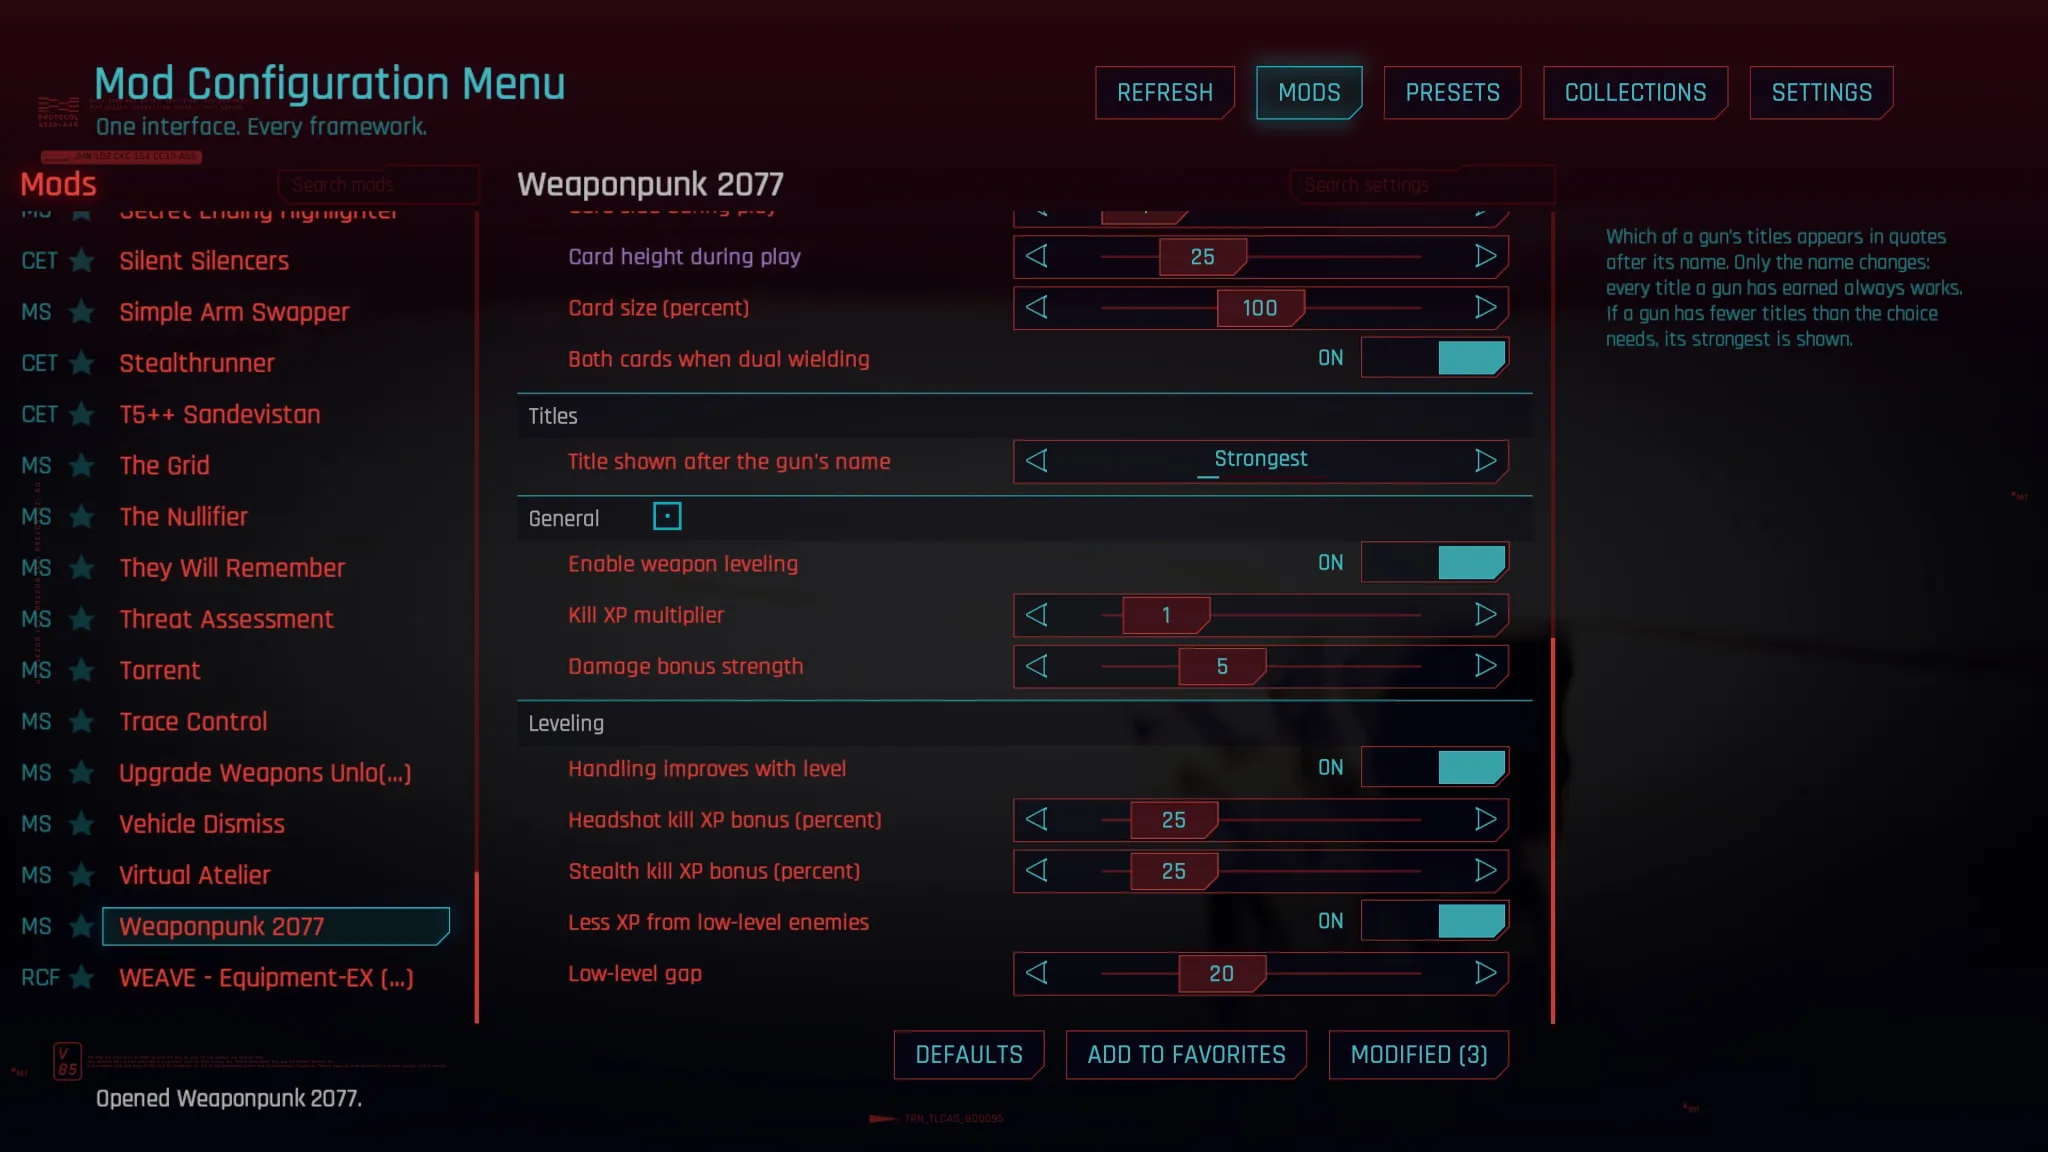 Mod Configuration Menu
One interface. Every framework.
REFRESH
MODS
PRESETS
COLLECTIONS
SETTINGS
Mods
Search mods
Secret Ending Highlighter
CET Silent Silencers
MS Simple Arm Swapper
CET Stealthrunner
CET T5++ Sandevistan
MS The Grid
MS The Nullifier
MS They Will Remember
MS Threat Assessment
MS Torrent
MS Trace Control
MS Upgrade Weapons Unlo(...)
MS Vehicle Dismiss
MS Virtual Atelier
MS Weaponpunk 2077
RCF WEAVE - Equipment-EX (...)
Weaponpunk 2077
Search settings
Card size during play
Card height during play 25
Card size (percent) 100
Both cards when dual wielding ON
Titles
Title shown after the gun's name Strongest
General
Enable weapon leveling ON
Kill XP multiplier 1
Damage bonus strength 5
Leveling
Handling improves with level ON
Headshot kill XP bonus (percent) 25
Stealth kill XP bonus (percent) 25
Less XP from low-level enemies ON
Low-level gap 20
Which of a gun's titles appears in quotes
after its name. Only the name changes:
every title a gun has earned always works.
If a gun has fewer titles than the choice
needs, its strongest is shown.
DEFAULTS
ADD TO FAVORITES
MODIFIED (3)
V
85
Opened Weaponpunk 2077.
TRN_TLCAS_800095